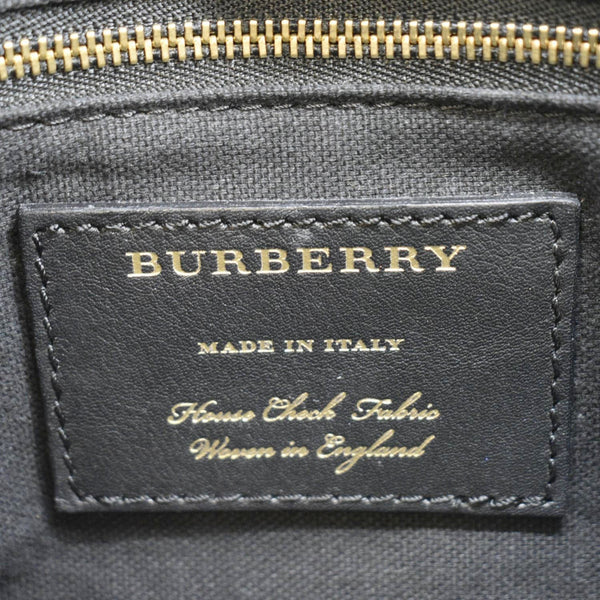 BURBERRY
MADE IN ITALY
House Check Fabric
Woven in England